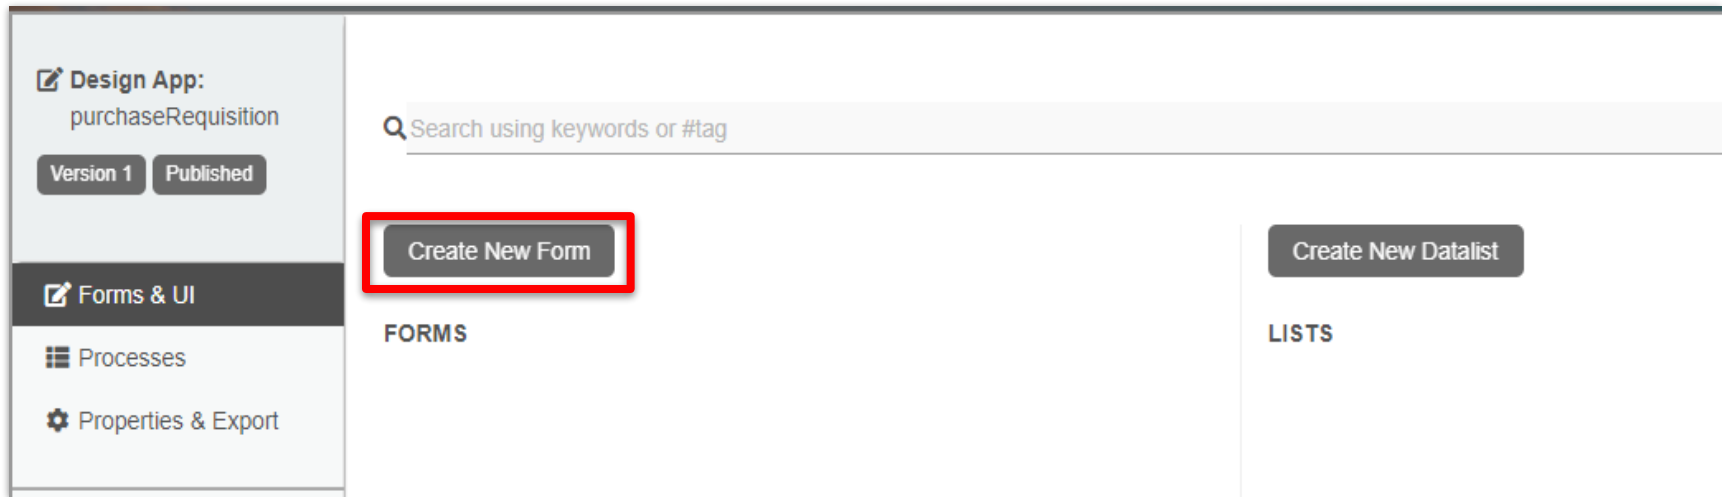 Design App:
purchaseRequisition
Version 1 Published
Forms & UI
Processes
Properties & Export
Search using keywords or #tag
Create New Form
FORMS
Create New Datalist
LISTS